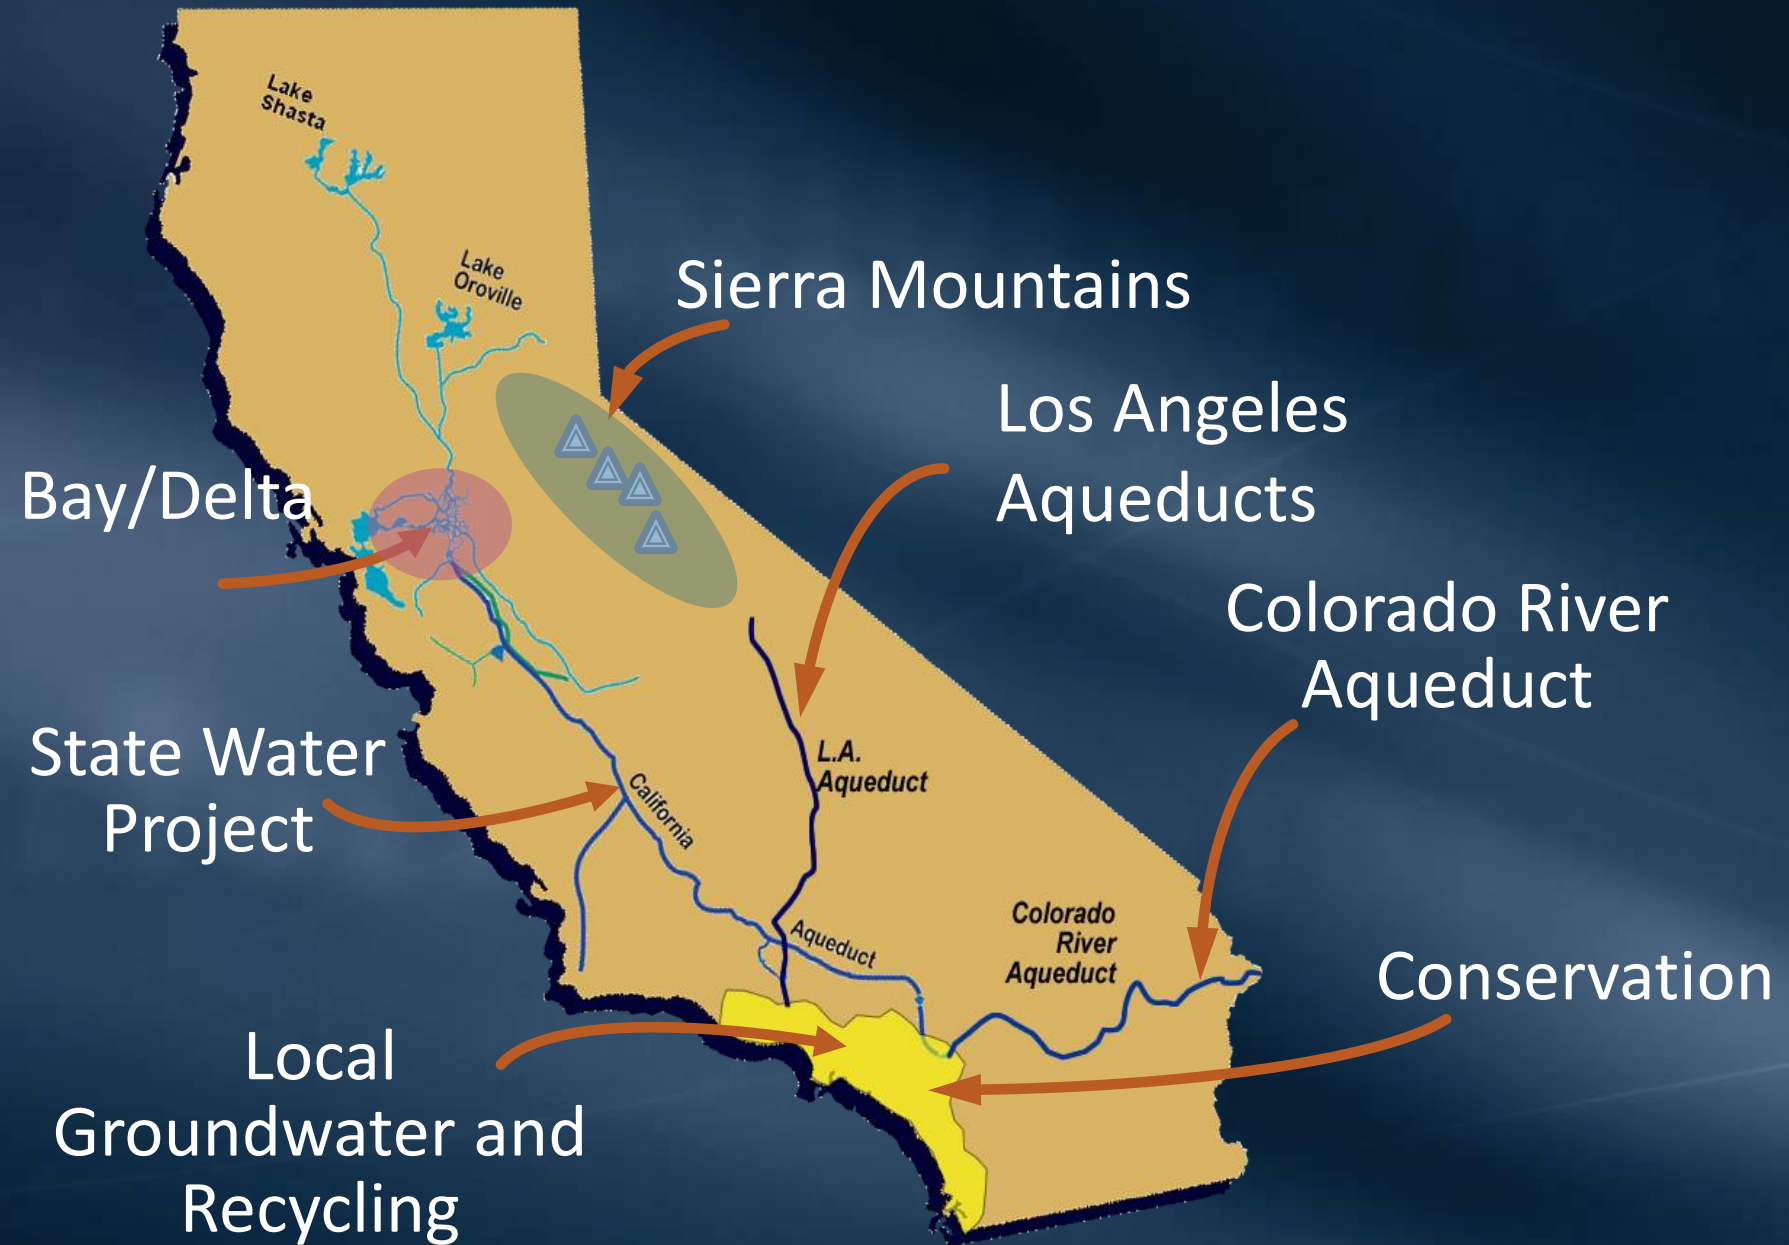 Lake
Shasta
Lake
Oroville
Sierra Mountains
Los Angeles
Aqueducts
Bay/Delta
Colorado River
Aqueduct
State Water
Project
L.A.
Aqueduct
California
Aqueduct
Colorado
River
Aqueduct
Conservation
Local
Groundwater and
Recycling